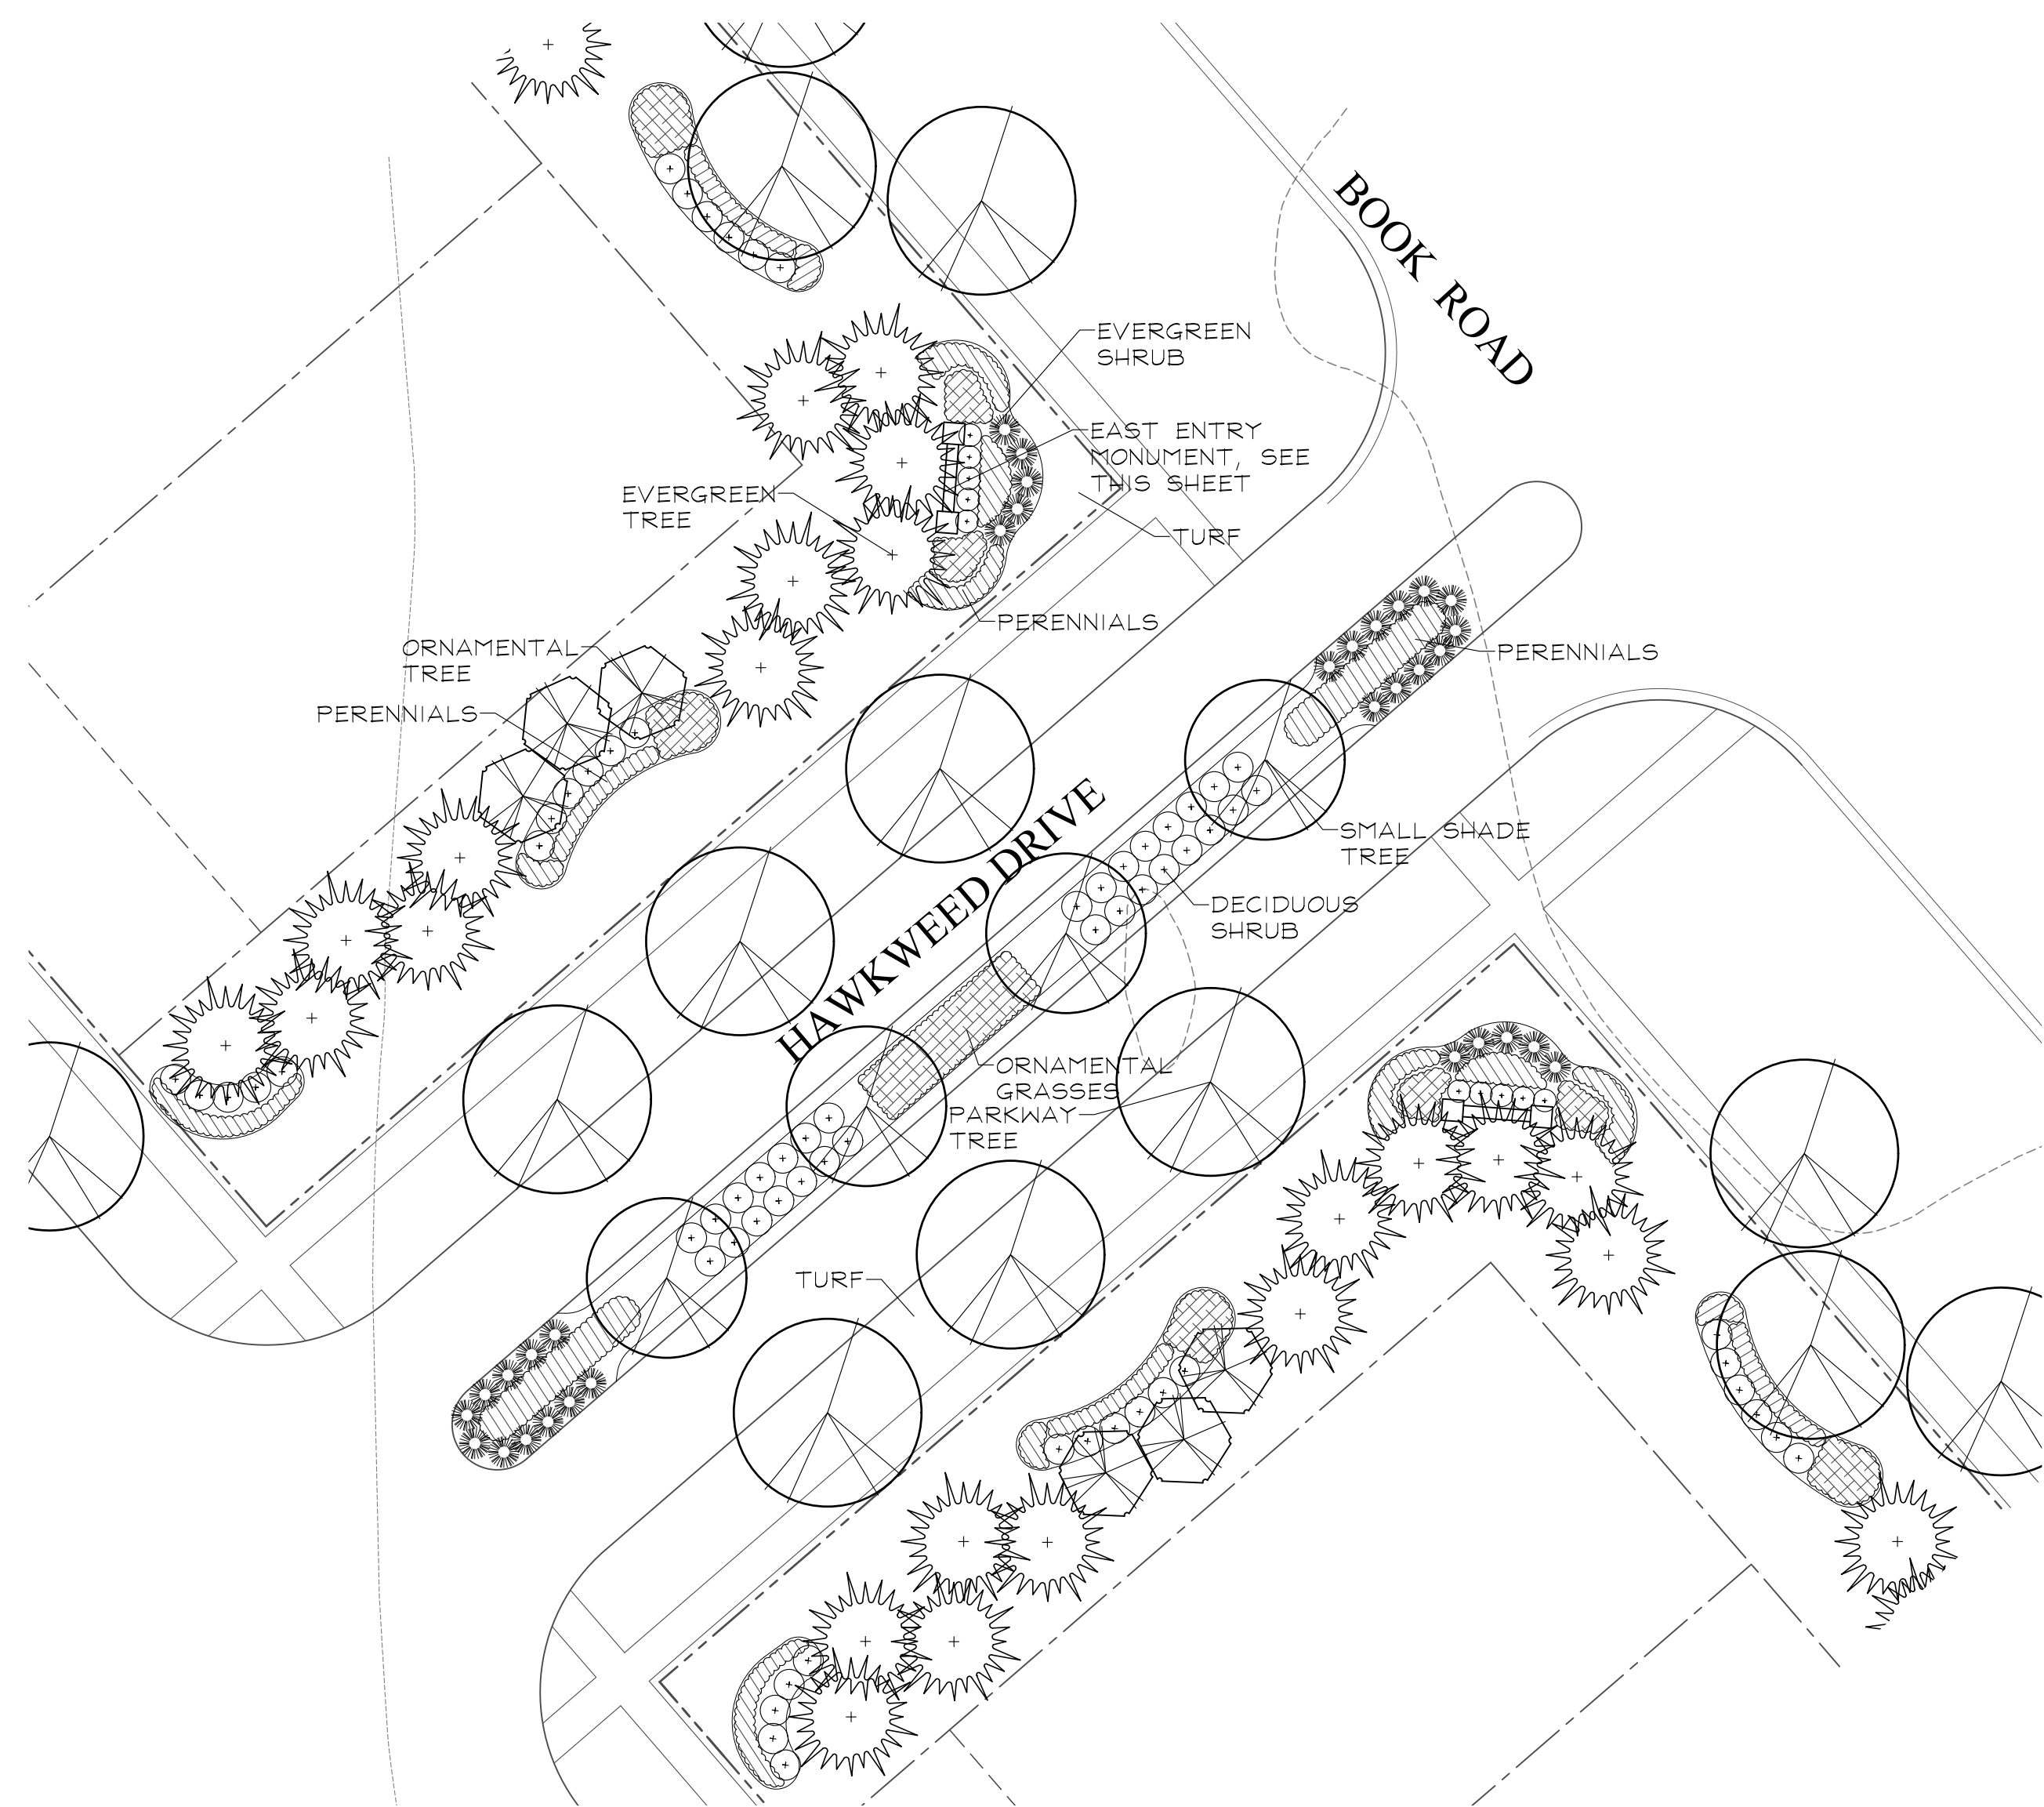 BOOK ROAD
EVERGREEN
SHRUB
EAST ENTRY
MONUMENT, SEE
THIS SHEET
EVERGREEN
TREE
TURF
PERENNIALS
ORNAMENTAL
TREE
PERENNIALS
PERENNIALS
HAWKWEED DRIVE
SMALL SHADE
TREE
DECIDUOUS
SHRUB
ORNAMENTAL
GRASSES
PARKWAY
TREE
TURF